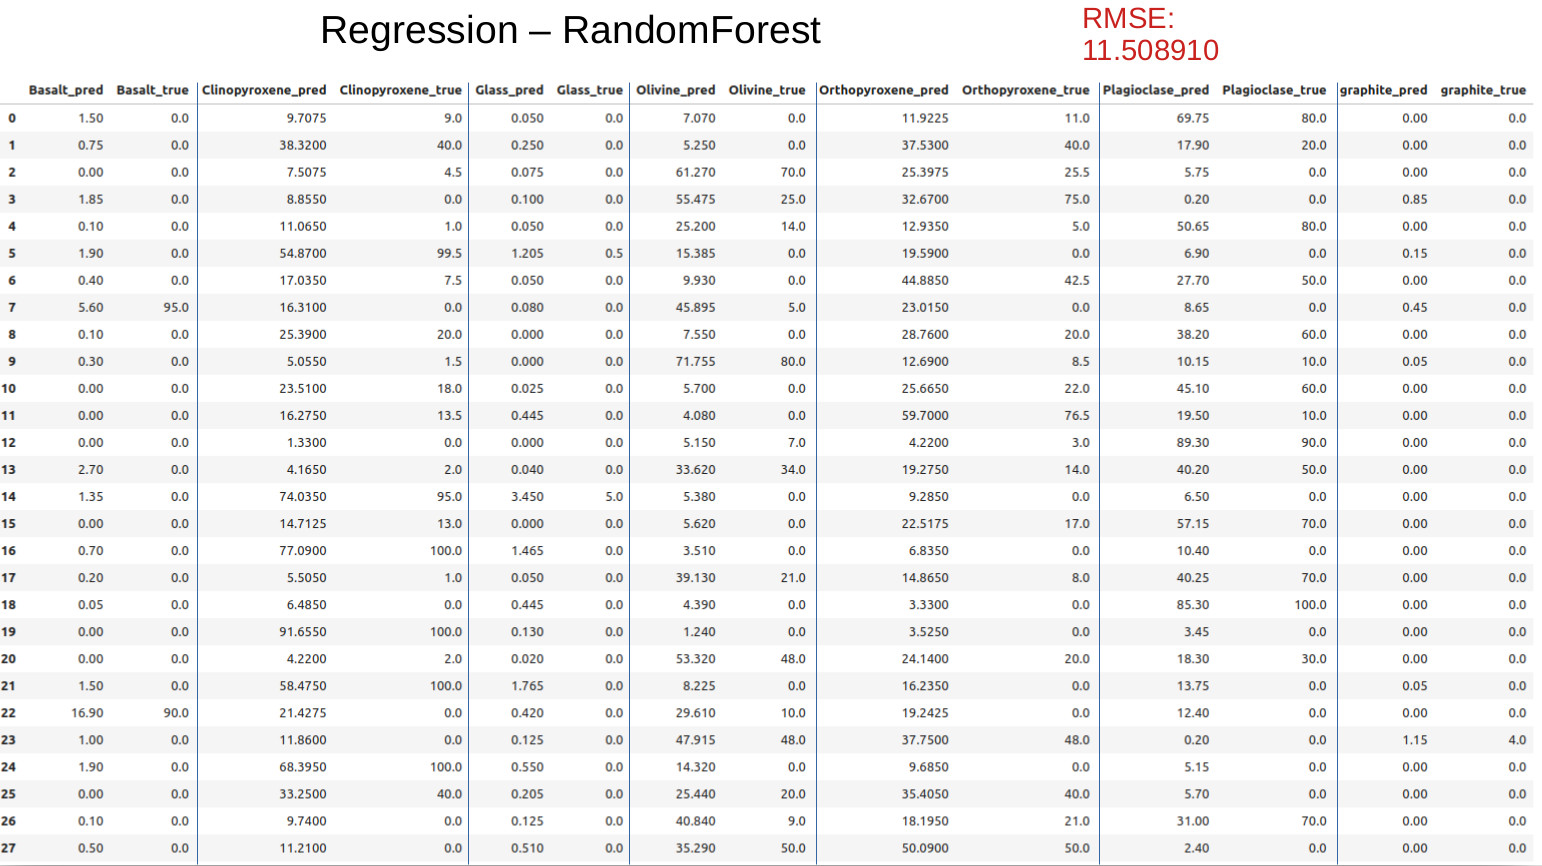 Regression – RandomForest
RMSE:
11.508910
Basalt_pred Basalt_true Clinopyroxene_pred Clinopyroxene_true Glass_pred Glass_true Olivine_pred Olivine_true Orthopyroxene_pred Orthopyroxene_true Plagioclase_pred Plagioclase_true graphite_pred graphite_true
0 1.50 0.0 9.7075 9.0 0.050 0.0 7.070 0.0 11.9225 11.0 69.75 80.0 0.00 0.0
1 0.75 0.0 38.3200 40.0 0.250 0.0 5.250 0.0 37.5300 40.0 17.90 20.0 0.00 0.0
2 0.00 0.0 7.5075 4.5 0.075 0.0 61.270 70.0 25.3975 25.5 5.75 0.0 0.00 0.0
3 1.85 0.0 8.8550 0.0 0.100 0.0 55.475 25.0 32.6700 75.0 0.20 0.0 0.85 0.0
4 0.10 0.0 11.0650 1.0 0.050 0.0 25.200 14.0 12.9350 5.0 50.65 80.0 0.00 0.0
5 1.90 0.0 54.8700 99.5 1.205 0.5 15.385 0.0 19.5900 0.0 6.90 0.0 0.15 0.0
6 0.40 0.0 17.0350 7.5 0.050 0.0 9.930 0.0 44.8850 42.5 27.70 50.0 0.00 0.0
7 5.60 95.0 16.3100 0.0 0.080 0.0 45.895 5.0 23.0150 0.0 8.65 0.0 0.45 0.0
8 0.10 0.0 25.3900 20.0 0.000 0.0 7.550 0.0 28.7600 20.0 38.20 60.0 0.00 0.0
9 0.30 0.0 5.0550 1.5 0.000 0.0 71.755 80.0 12.6900 8.5 10.15 10.0 0.05 0.0
10 0.00 0.0 23.5100 18.0 0.025 0.0 5.700 0.0 25.6650 22.0 45.10 60.0 0.00 0.0
11 0.00 0.0 16.2750 13.5 0.445 0.0 4.080 0.0 59.7000 76.5 19.50 10.0 0.00 0.0
12 0.00 0.0 1.3300 0.0 0.000 0.0 5.150 7.0 4.2200 3.0 89.30 90.0 0.00 0.0
13 2.70 0.0 4.1650 2.0 0.040 0.0 33.620 34.0 19.2750 14.0 40.20 50.0 0.00 0.0
14 1.35 0.0 74.0350 95.0 3.450 5.0 5.380 0.0 9.2850 0.0 6.50 0.0 0.00 0.0
15 0.00 0.0 14.7125 13.0 0.000 0.0 5.620 0.0 22.5175 17.0 57.15 70.0 0.00 0.0
16 0.70 0.0 77.0900 100.0 1.465 0.0 3.510 0.0 6.8350 0.0 10.40 0.0 0.00 0.0
17 0.20 0.0 5.5050 1.0 0.050 0.0 39.130 21.0 14.8650 8.0 40.25 70.0 0.00 0.0
18 0.05 0.0 6.4850 0.0 0.445 0.0 4.390 0.0 3.3300 0.0 85.30 100.0 0.00 0.0
19 0.00 0.0 91.6550 100.0 0.130 0.0 1.240 0.0 3.5250 0.0 3.45 0.0 0.00 0.0
20 0.00 0.0 4.2200 2.0 0.020 0.0 53.320 48.0 24.1400 20.0 18.30 30.0 0.00 0.0
21 1.50 0.0 58.4750 100.0 1.765 0.0 8.225 0.0 16.2350 0.0 13.75 0.0 0.05 0.0
22 16.90 90.0 21.4275 0.0 0.420 0.0 29.610 10.0 19.2425 0.0 12.40 0.0 0.00 0.0
23 1.00 0.0 11.8600 0.0 0.125 0.0 47.915 48.0 37.7500 48.0 0.20 0.0 1.15 4.0
24 1.90 0.0 68.3950 100.0 0.550 0.0 14.320 0.0 9.6850 0.0 5.15 0.0 0.00 0.0
25 0.00 0.0 33.2500 40.0 0.205 0.0 25.440 20.0 35.4050 40.0 5.70 0.0 0.00 0.0
26 0.10 0.0 9.7400 0.0 0.125 0.0 40.840 9.0 18.1950 21.0 31.00 70.0 0.00 0.0
27 0.50 0.0 11.2100 0.0 0.510 0.0 35.290 50.0 50.0900 50.0 2.40 0.0 0.00 0.0